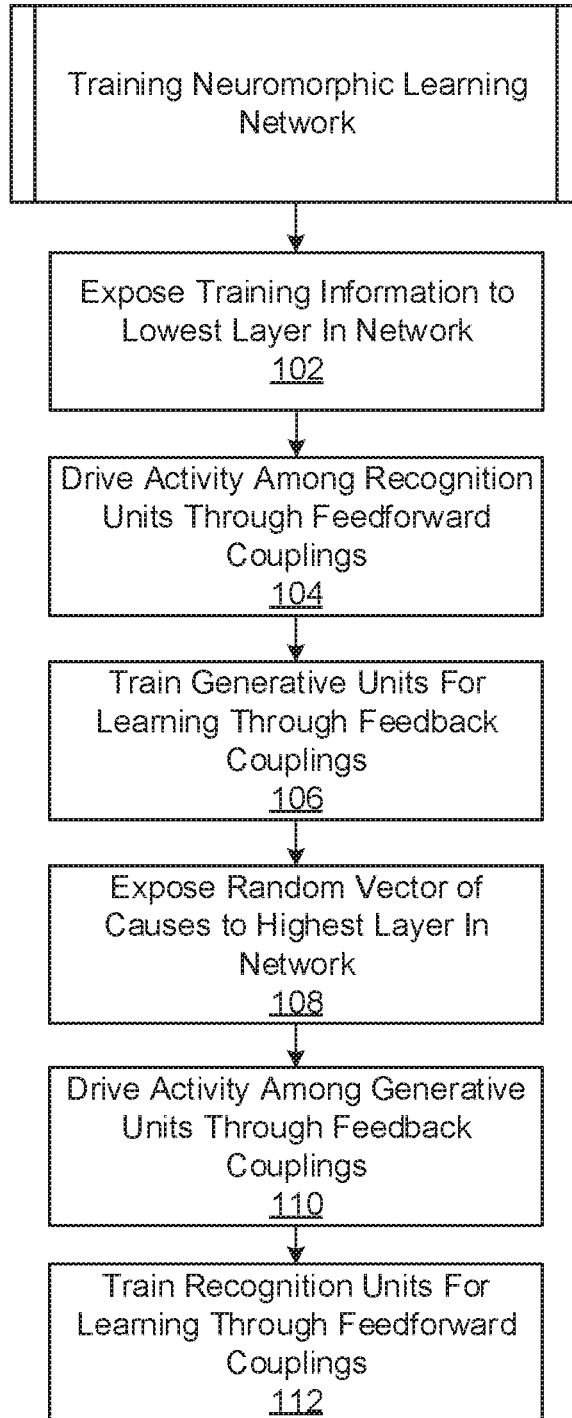 Training Neuromorphic Learning
Network
Expose Training Information to
Lowest Layer In Network
102
Drive Activity Among Recognition
Units Through Feedforward
Couplings
104
Train Generative Units For
Learning Through Feedback
Couplings
106
Expose Random Vector of
Causes to Highest Layer In
Network
108
Drive Activity Among Generative
Units Through Feedback
Couplings
110
Train Recognition Units For
Learning Through Feedforward
Couplings
112